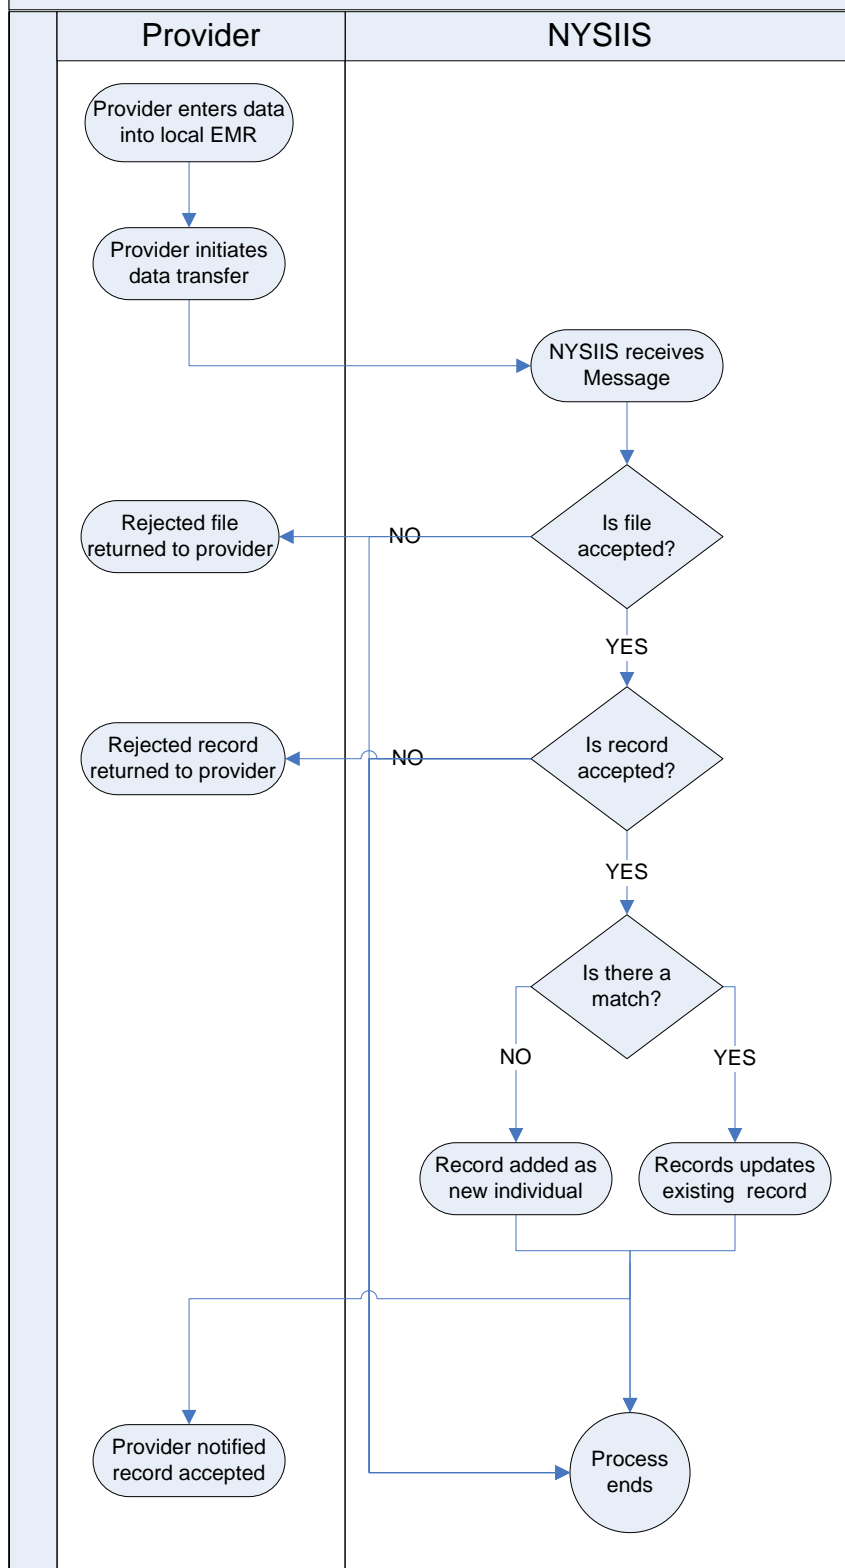 Provider
NYSIIS
Provider enters data
into local EMR
Provider initiates
data transfer
NYSIIS receives
Message
Is file
accepted?
NO
Rejected file
returned to provider
YES
Is record
accepted?
NO
Rejected record
returned to provider
YES
Is there a
match?
NO
YES
Record added as
new individual
Records updates
existing record
Provider notified
record accepted
Process
ends